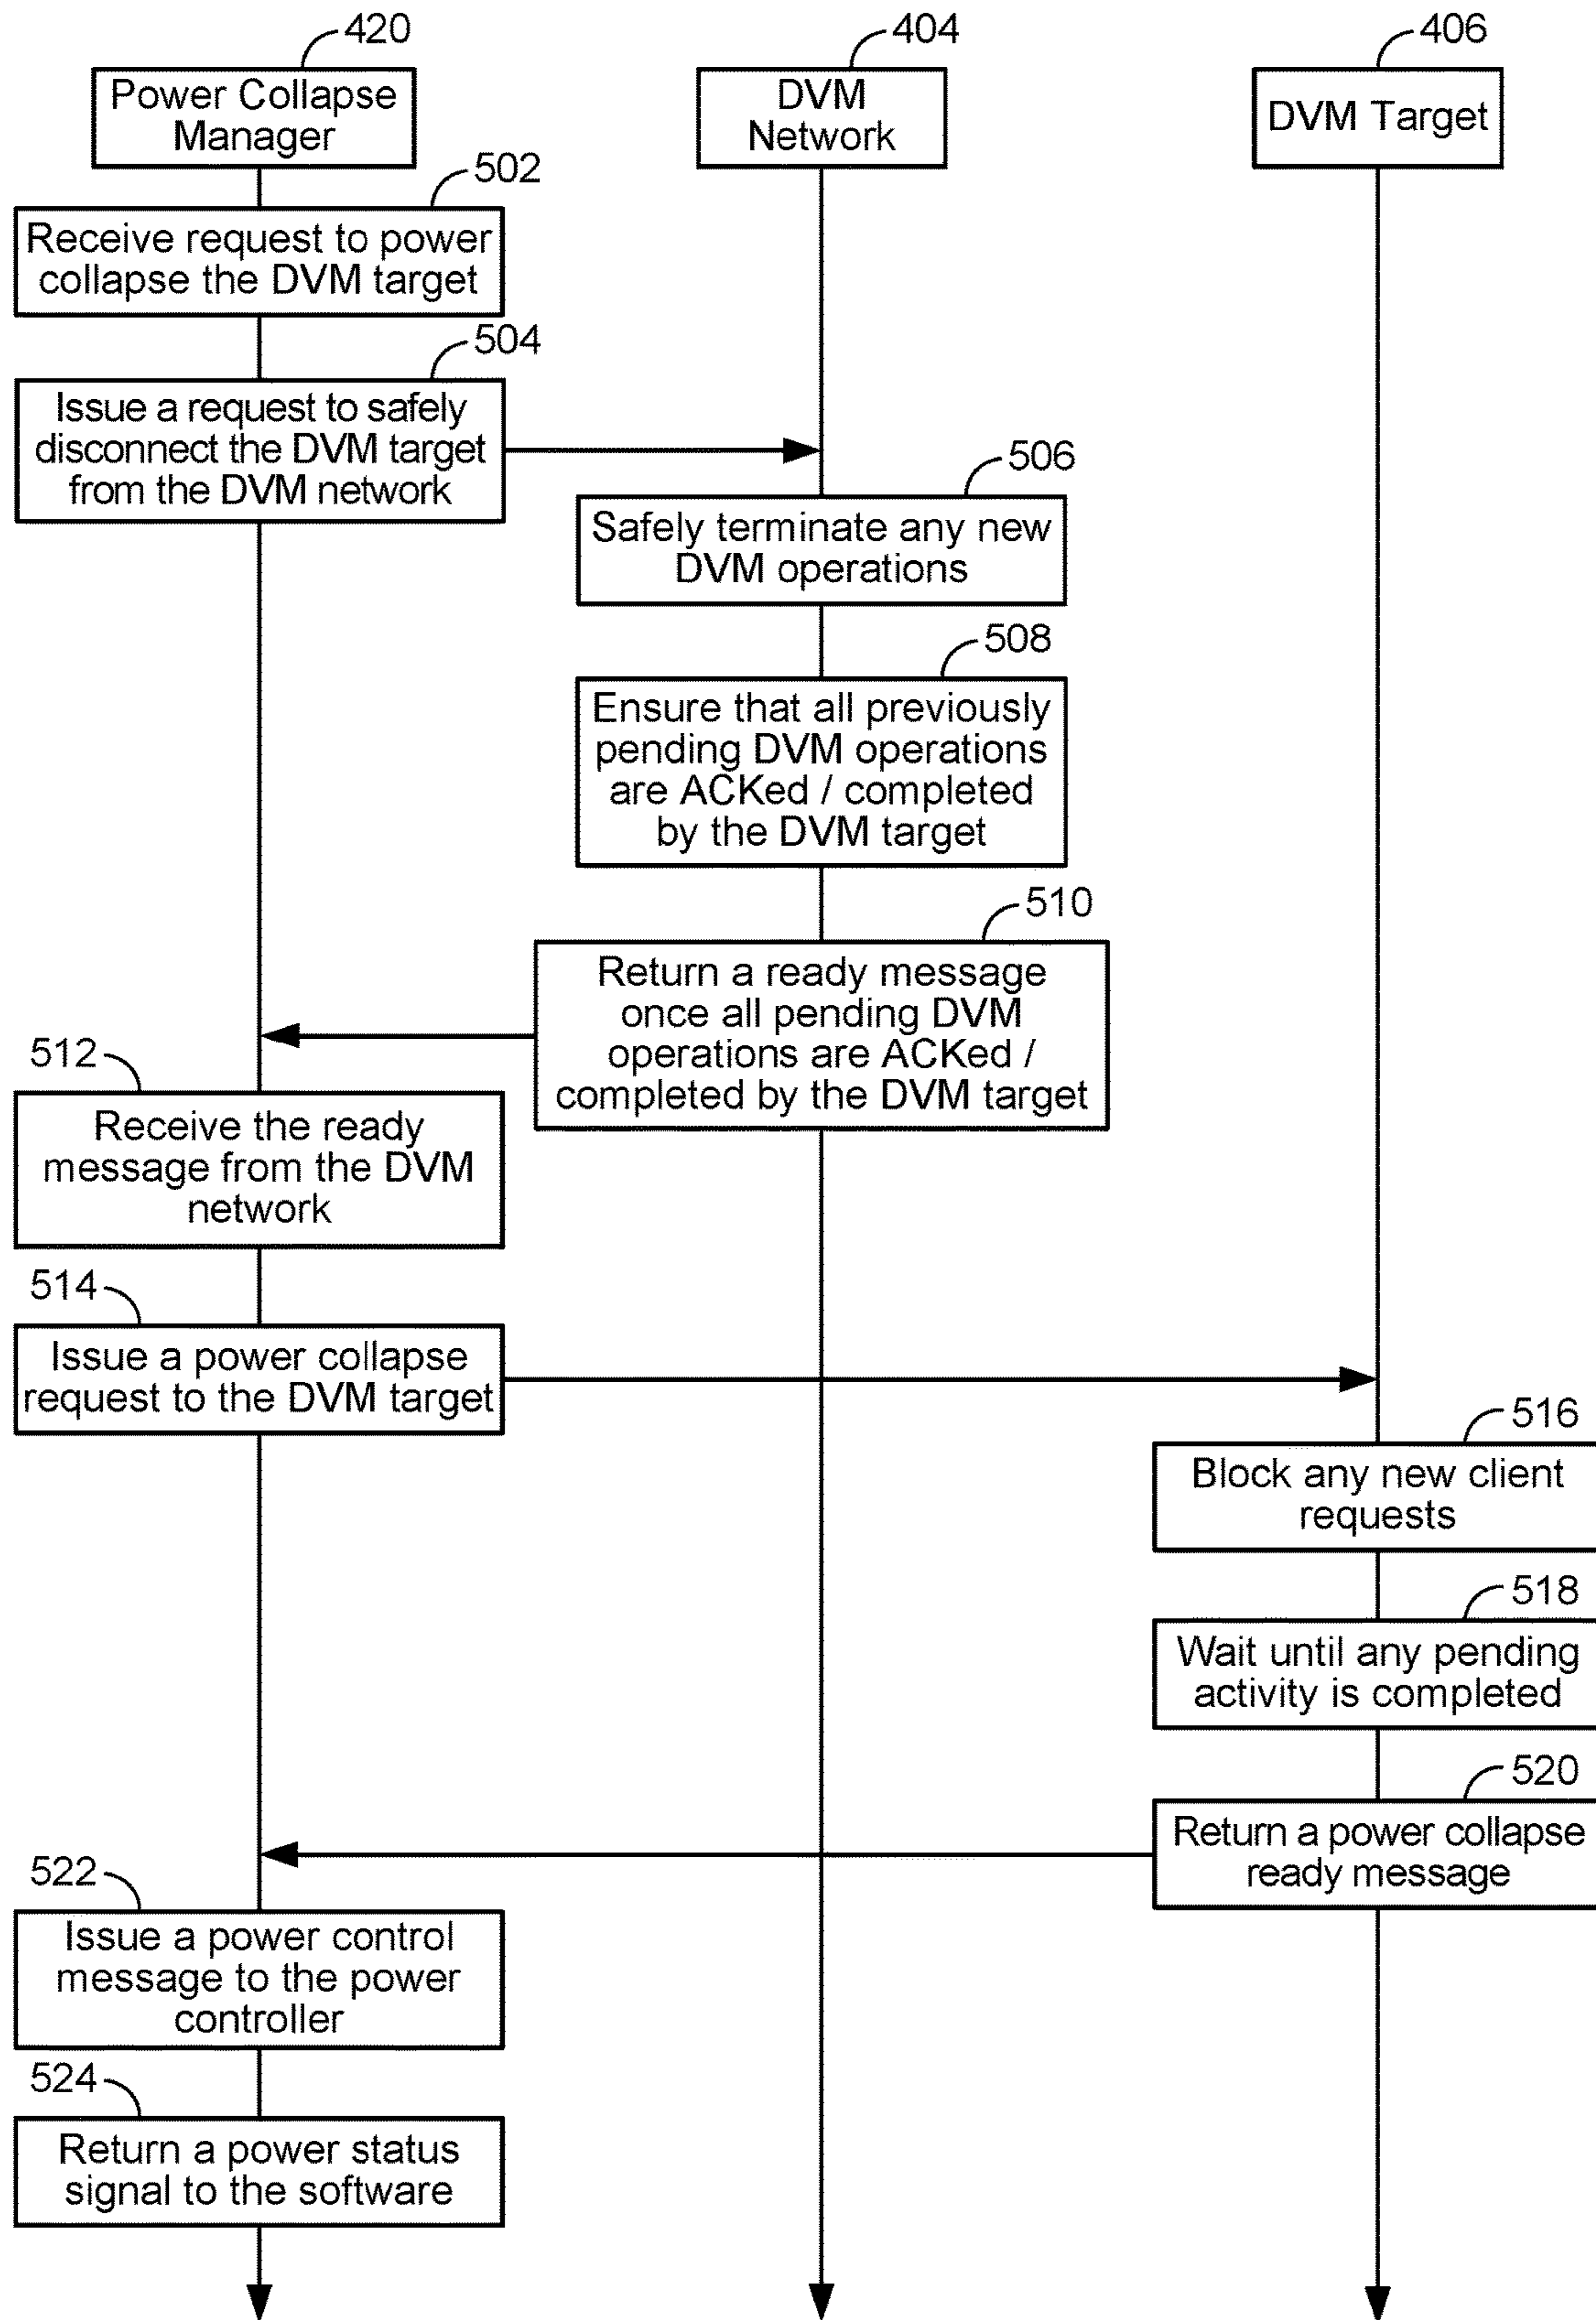 420
Power Collapse
Manager
404
DVM
Network
406
DVM Target
502
Receive request to power
collapse the DVM target
504
Issue a request to safely
disconnect the DVM target
from the DVM network
506
Safely terminate any new
DVM operations
508
Ensure that all previously
pending DVM operations
are ACKed / completed
by the DVM target
510
Return a ready message
once all pending DVM
operations are ACKed /
completed by the DVM target
512
Receive the ready
message from the DVM
network
514
Issue a power collapse
request to the DVM target
516
Block any new client
requests
518
Wait until any pending
activity is completed
520
Return a power collapse
ready message
522
Issue a power control
message to the power
controller
524
Return a power status
signal to the software